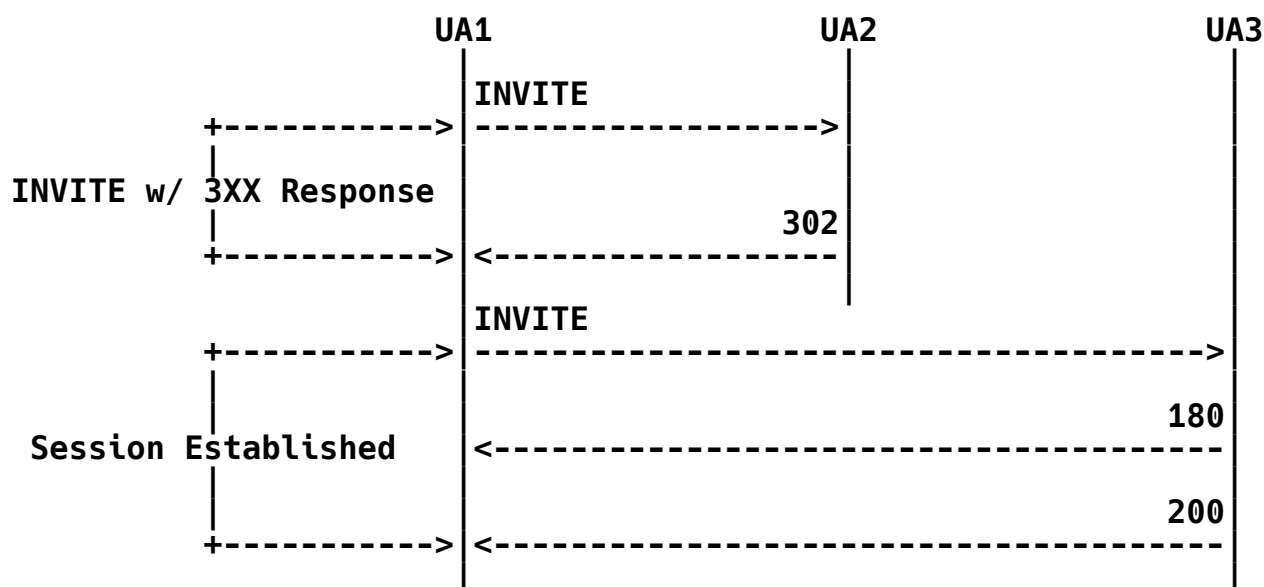 UA1 UA2 UA3
INVITE
INVITE w/ 3XX Response
302
INVITE
180
Session Established
200